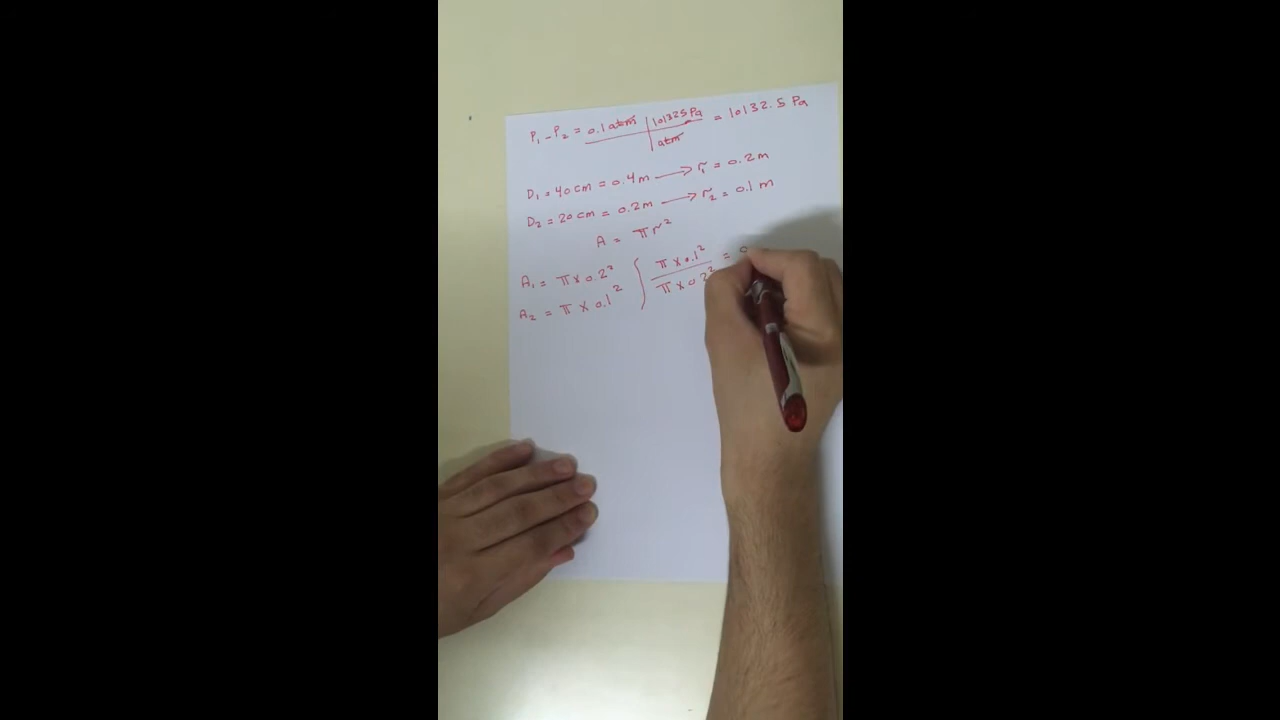 P₁ - P₂ = 0.1 atm | 101325 Pa / atm = 10132.5 Pa
D₁ = 40 cm = 0.4 m → r₁ = 0.2 m
D₂ = 20 cm = 0.2 m → r₂ = 0.1 m
A = πr²
A₁ = π × 0.2²
A₂ = π × 0.1²
π × 0.1² / π × 0.2² = 0